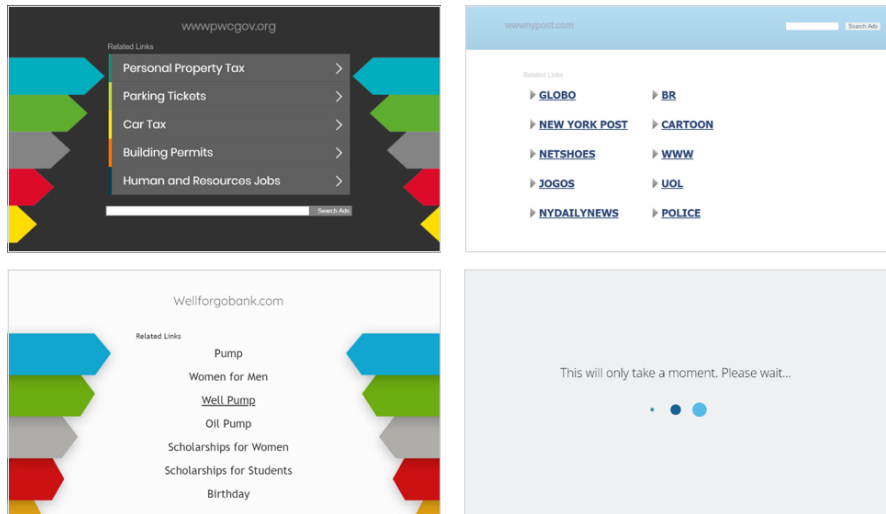 wwwpwcgov.org
Related Links
Personal Property Tax
Parking Tickets
Car Tax
Building Permits
Human and Resources Jobs
Search Ads
wwwnypost.com
Search Ads
Related Links
GLOBO BR
NEW YORK POST CARTOON
NETSHOES WWW
JOGOS UOL
NYDAILYNEWS POLICE
Wellforgobank.com
Related Links
Pump
Women for Men
Well Pump
Oil Pump
Scholarships for Women
Scholarships for Students
Birthday
This will only take a moment. Please wait...